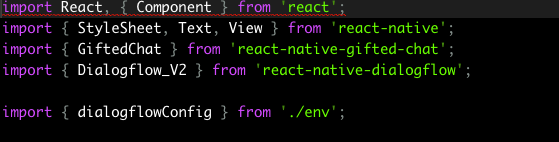 import React, { Component } from 'react';
import { StyleSheet, Text, View } from 'react-native';
import { GiftedChat } from 'react-native-gifted-chat';
import { Dialogflow_V2 } from 'react-native-dialogflow';
import { dialogflowConfig } from './env';